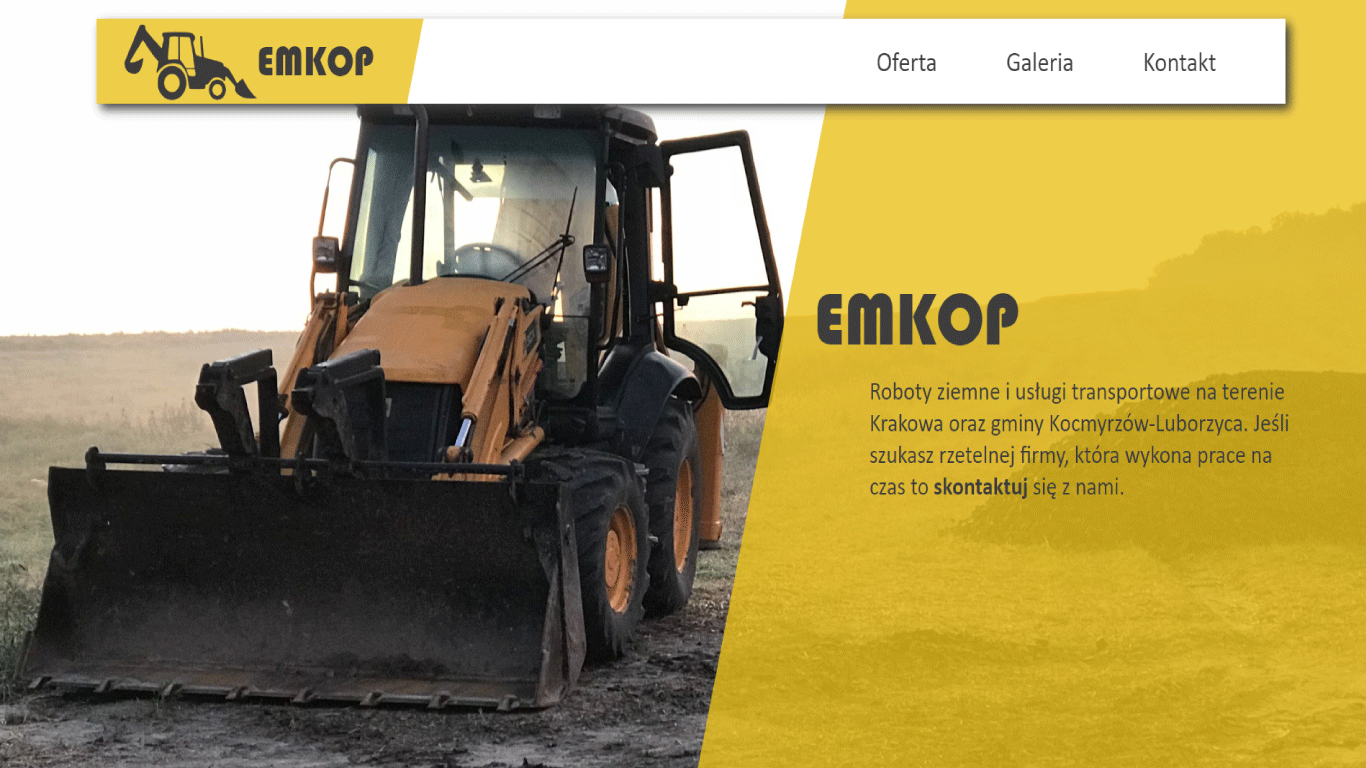 EMKOP
Oferta
Galeria
Kontakt
EMKOP
Roboty ziemne i usługi transportowe na terenie
Krakowa oraz gminy Kocmyrzów-Luborzyca. Jeśli
szukasz rzetelnej firmy, która wykona prace na
czas to skontaktuj się z nami.